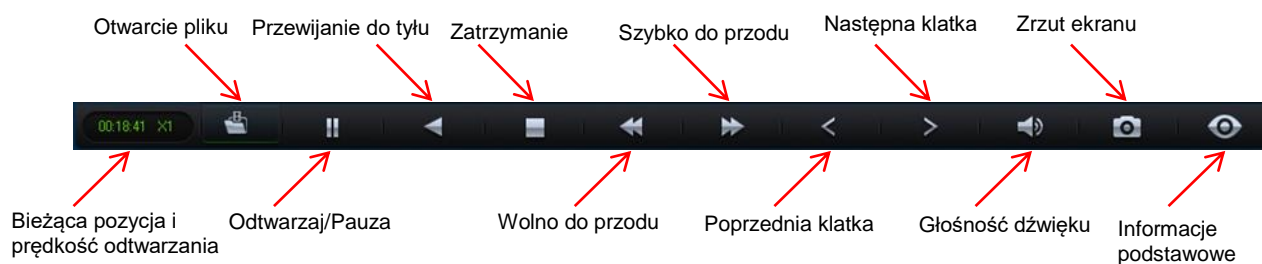 Otwarcie pliku
Przewijanie do tyłu
Zatrzymanie
Szybko do przodu
Następna klatka
Zrzut ekranu
00:18:41 X1
Bieżąca pozycja i
prędkość odtwarzania
Odtwarzaj/Pauza
Wolno do przodu
Poprzednia klatka
Głośność dźwięku
Informacje
podstawowe